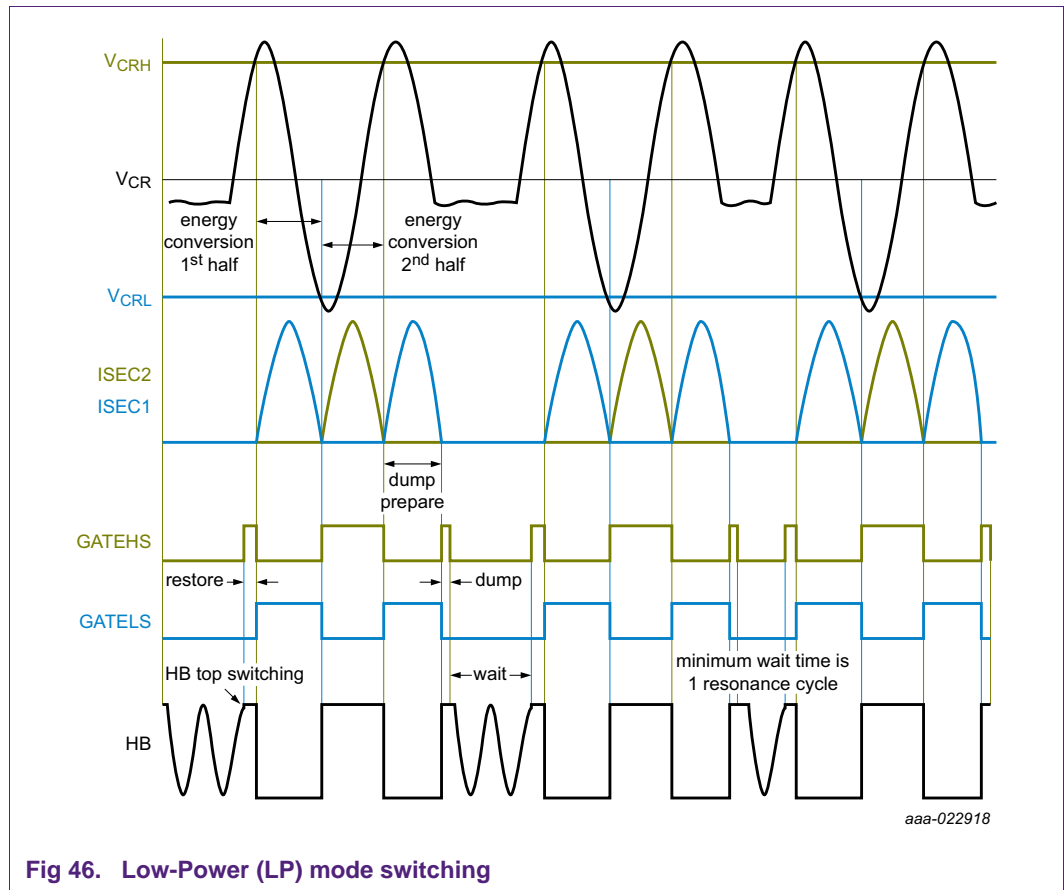 VCRH
VCR
energy
conversion
1st half
energy
conversion
2nd half
VCRL
ISEC2
ISEC1
dump
prepare
GATEHS
restore
dump
GATELS
HB top switching
wait
minimum wait time is
1 resonance cycle
HB
aaa-022918
Fig 46. Low-Power (LP) mode switching